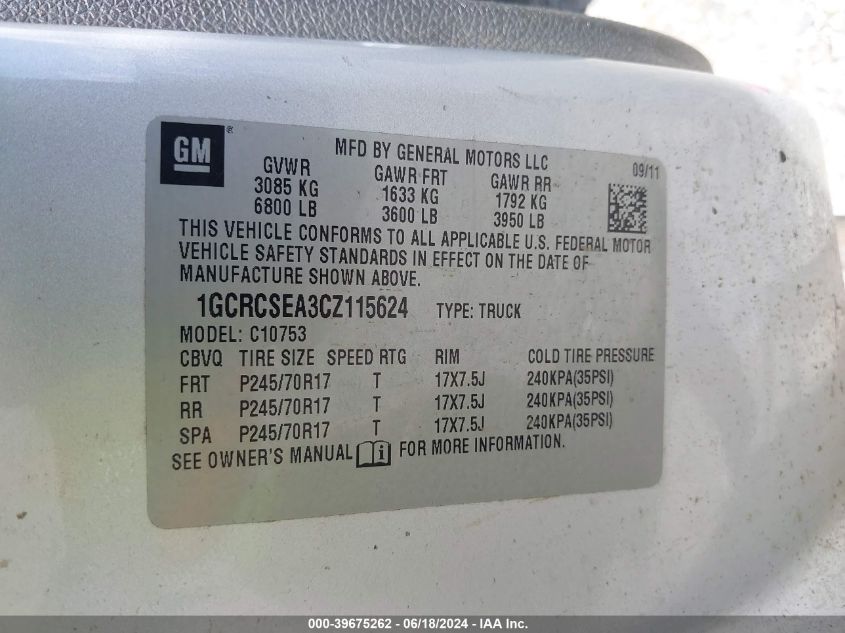 GM®
MFD BY GENERAL MOTORS LLC
09/11
GVWR GAWR FRT GAWR RR
3085 KG 1633 KG 1792 KG
6800 LB 3600 LB 3950 LB
THIS VEHICLE CONFORMS TO ALL APPLICABLE U.S. FEDERAL MOTOR
VEHICLE SAFETY STANDARDS IN EFFECT ON THE DATE OF
MANUFACTURE SHOWN ABOVE.
1GCRCSEA3CZ115624 TYPE: TRUCK
MODEL: C10753
CBVQ TIRE SIZE SPEED RTG RIM COLD TIRE PRESSURE
FRT P245/70R17 T 17X7.5J 240KPA(35PSI)
RR P245/70R17 T 17X7.5J 240KPA(35PSI)
SPA P245/70R17 T 17X7.5J 240KPA(35PSI)
SEE OWNER'S MANUAL i FOR MORE INFORMATION.
000-39675262 - 06/18/2024 - IAA Inc.